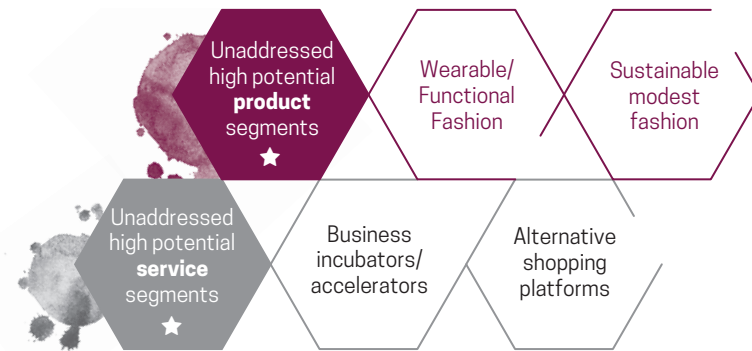 Unaddressed
high potential
product
segments
Wearable/
Functional
Fashion
Sustainable
modest
fashion
Unaddressed
high potential
service
segments
Business
incubators/
accelerators
Alternative
shopping
platforms